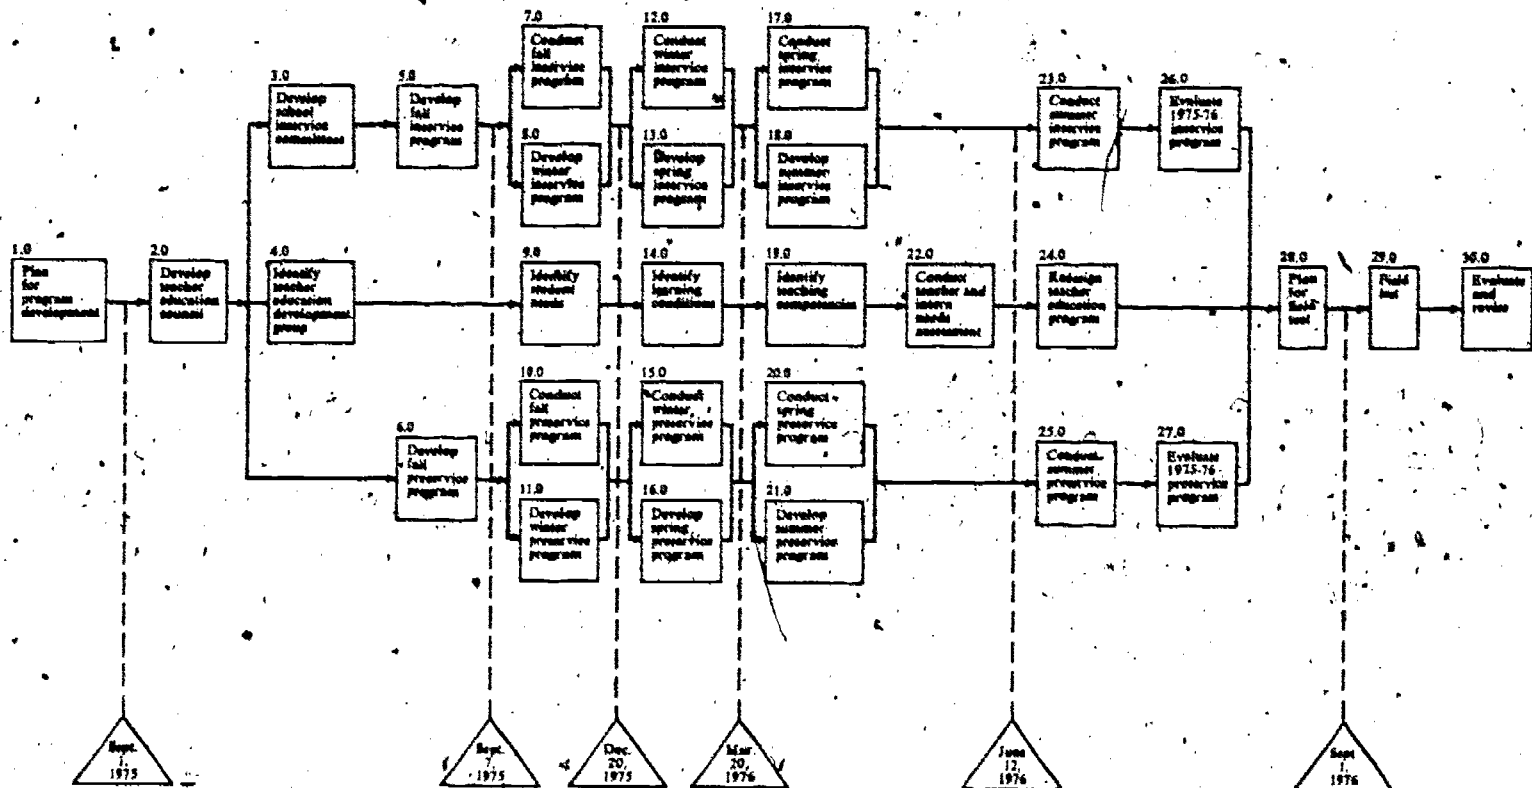 1.0
Plan
for
program
development
2.0
Develop
teacher
education
council
3.0
Develop
school
inservice
committees
4.0
Identify
teacher
education
development
group
5.0
Develop
fall
inservice
program
6.0
Develop
fall
preservice
program
7.0
Conduct
fall
inservice
program
8.0
Develop
winter
inservice
program
9.0
Identify
student
needs
10.0
Conduct
fall
preservice
program
11.0
Develop
winter
preservice
program
12.0
Conduct
winter
inservice
program
13.0
Develop
spring
inservice
program
14.0
Identify
learning
conditions
15.0
Conduct
winter
preservice
program
16.0
Develop
spring
preservice
program
17.0
Conduct
spring
inservice
program
18.0
Develop
summer
inservice
program
19.0
Identify
teaching
competencies
20.0
Conduct
spring
preservice
program
21.0
Develop
summer
preservice
program
22.0
Conduct
teacher and
intern
needs
assessment
23.0
Conduct
summer
inservice
program
24.0
Redesign
teacher
education
program
25.0
Conduct
summer
preservice
program
26.0
Evaluate
1975-76
inservice
program
27.0
Evaluate
1975-76
preservice
program
28.0
Plan
for
field
29.0
Field
30.0
Evaluate
and
revise
Sept.
1,
1975
Sept.
7,
1975
Dec.
20,
1975
Mar.
20,
1976
June
12,
1976
Sept
1,
1976